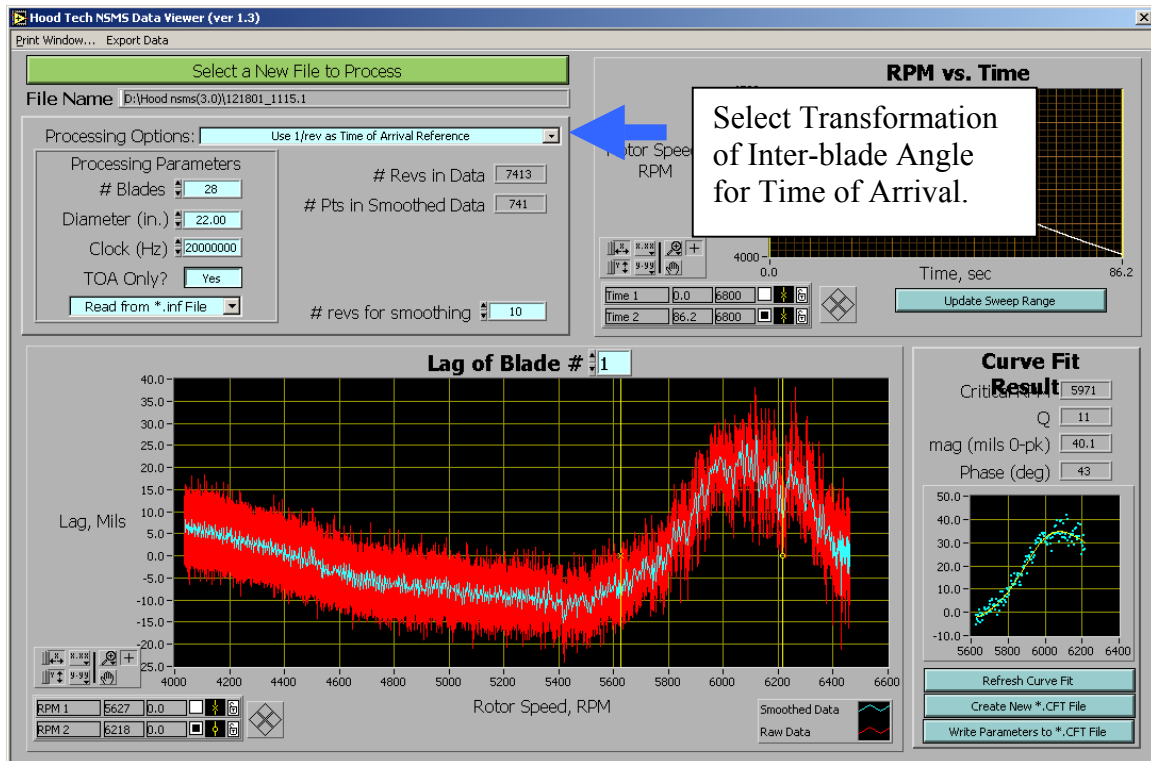 Hood Tech NSMS Data Viewer (ver 1.3)
Print Window... Export Data
Select a New File to Process
File Name D:\Hood nsms(3.0)\121801_1115.1
Processing Options: Use 1/rev as Time of Arrival Reference
Processing Parameters
# Blades 28
Diameter (in.) 22.00
Clock (Hz) 20000000
TOA Only? Yes
Read from *.inf File
# Revs in Data 7413
# Pts in Smoothed Data 741
# revs for smoothing 10
RPM vs. Time
Select Transformation
of Inter-blade Angle
for Time of Arrival.
RPM
4000
0.0 Time, sec 86.2
Time 1 0.0 6800
Time 2 86.2 6800
Update Sweep Range
Lag of Blade # 1
40.0
35.0
30.0
25.0
20.0
15.0
10.0
5.0
0.0
-5.0
-10.0
-15.0
-20.0
25.0
Lag, Mils
4000 4200 4400 4600 4800 5000 5200 5400 5600 5800 6000 6200 6400 6600
Rotor Speed, RPM
RPM 1 5627 0.0
RPM 2 6218 0.0
Smoothed Data
Raw Data
Curve Fit
Result
5971
Q 11
mag (mils 0-pk) 40.1
Phase (deg) 43
50.0
40.0
30.0
20.0
10.0
0.0
-10.0
5600 5800 6000 6200 6400
Refresh Curve Fit
Create New *.CFT File
Write Parameters to *.CFT File